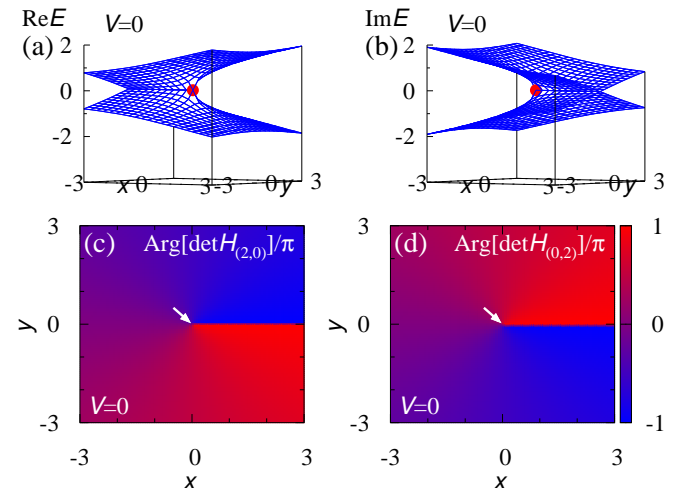 ReE V=0 ImE V=0
(a) (b)
2 2
0 0
-2 -2
-3 x 0 3 -3 0 y 3 -3 x 0 3 -3 0 y 3
3 3 1
(c) Arg[detH(2,0)]/π (d) Arg[detH(0,2)]/π
y 0 y 0 0
V=0 V=0
-3 -3 -1
-3 0 3 -3 0 3
x x